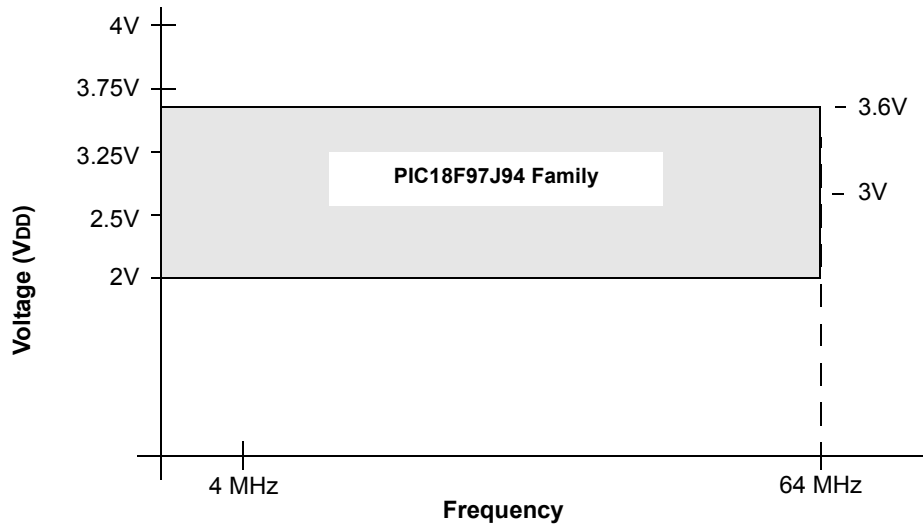 4V
3.75V
3.6V
3.25V
PIC18F97J94 Family
3V
2.5V
2V
Voltage (VDD)
4 MHz
64 MHz
Frequency